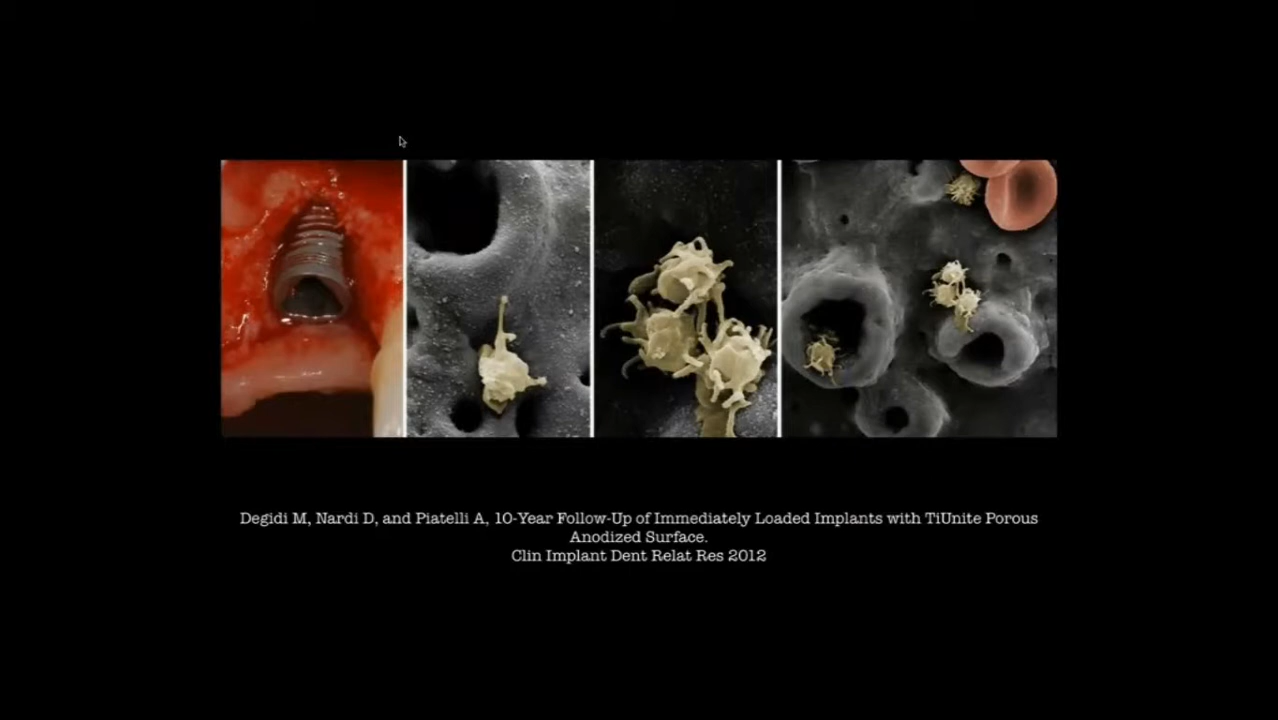 Degidi M, Nardi D, and Piatelli A, 10-Year Follow-Up of Immediately Loaded Implants with TiUnite Porous
Anodized Surface.
Clin Implant Dent Relat Res 2012